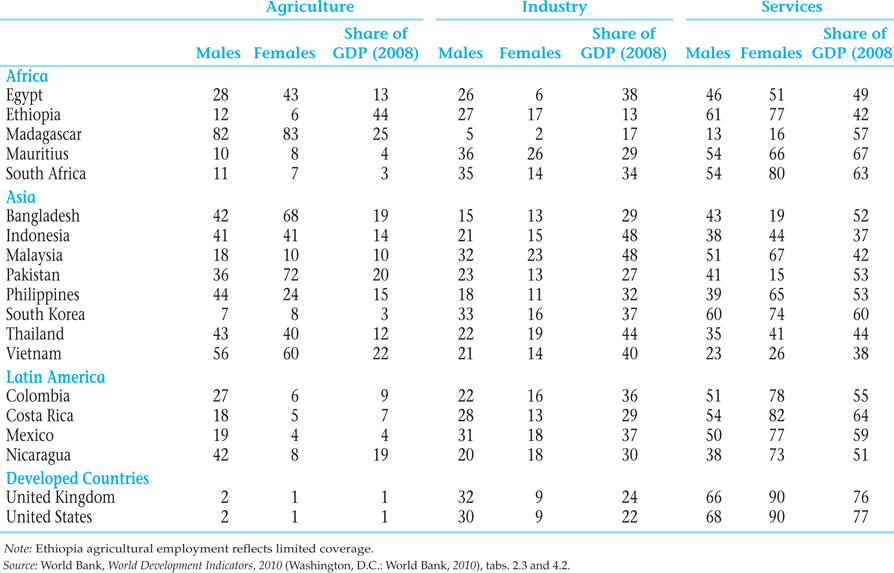 Agriculture Industry Services
Share of Share of Share of
Males Females GDP (2008) Males Females GDP (2008) Males Females GDP (2008)
Africa
Egypt 28 43 13 26 6 38 46 51 49
Ethiopia 12 6 44 27 17 13 61 77 42
Madagascar 82 83 25 5 2 17 13 16 57
Mauritius 10 8 4 36 26 29 54 66 67
South Africa 11 7 3 35 14 34 54 80 63
Asia
Bangladesh 42 68 19 15 13 29 43 19 52
Indonesia 41 41 14 21 15 48 38 44 37
Malaysia 18 10 10 32 23 48 51 67 42
Pakistan 36 72 20 23 13 27 41 15 53
Philippines 44 24 15 18 11 32 39 65 53
South Korea 7 8 3 33 16 37 60 74 60
Thailand 43 40 12 22 19 44 35 41 44
Vietnam 56 60 22 21 14 40 23 26 38
Latin America
Colombia 27 6 9 22 16 36 51 78 55
Costa Rica 18 5 7 28 13 29 54 82 64
Mexico 19 4 4 31 18 37 50 77 59
Nicaragua 42 8 19 20 18 30 38 73 51
Developed Countries
United Kingdom 2 1 1 32 9 24 66 90 76
United States 2 1 1 30 9 22 68 90 77
Note: Ethiopia agricultural employment reflects limited coverage.
Source: World Bank, World Development Indicators, 2010 (Washington, D.C.: World Bank, 2010), tabs. 2.3 and 4.2.